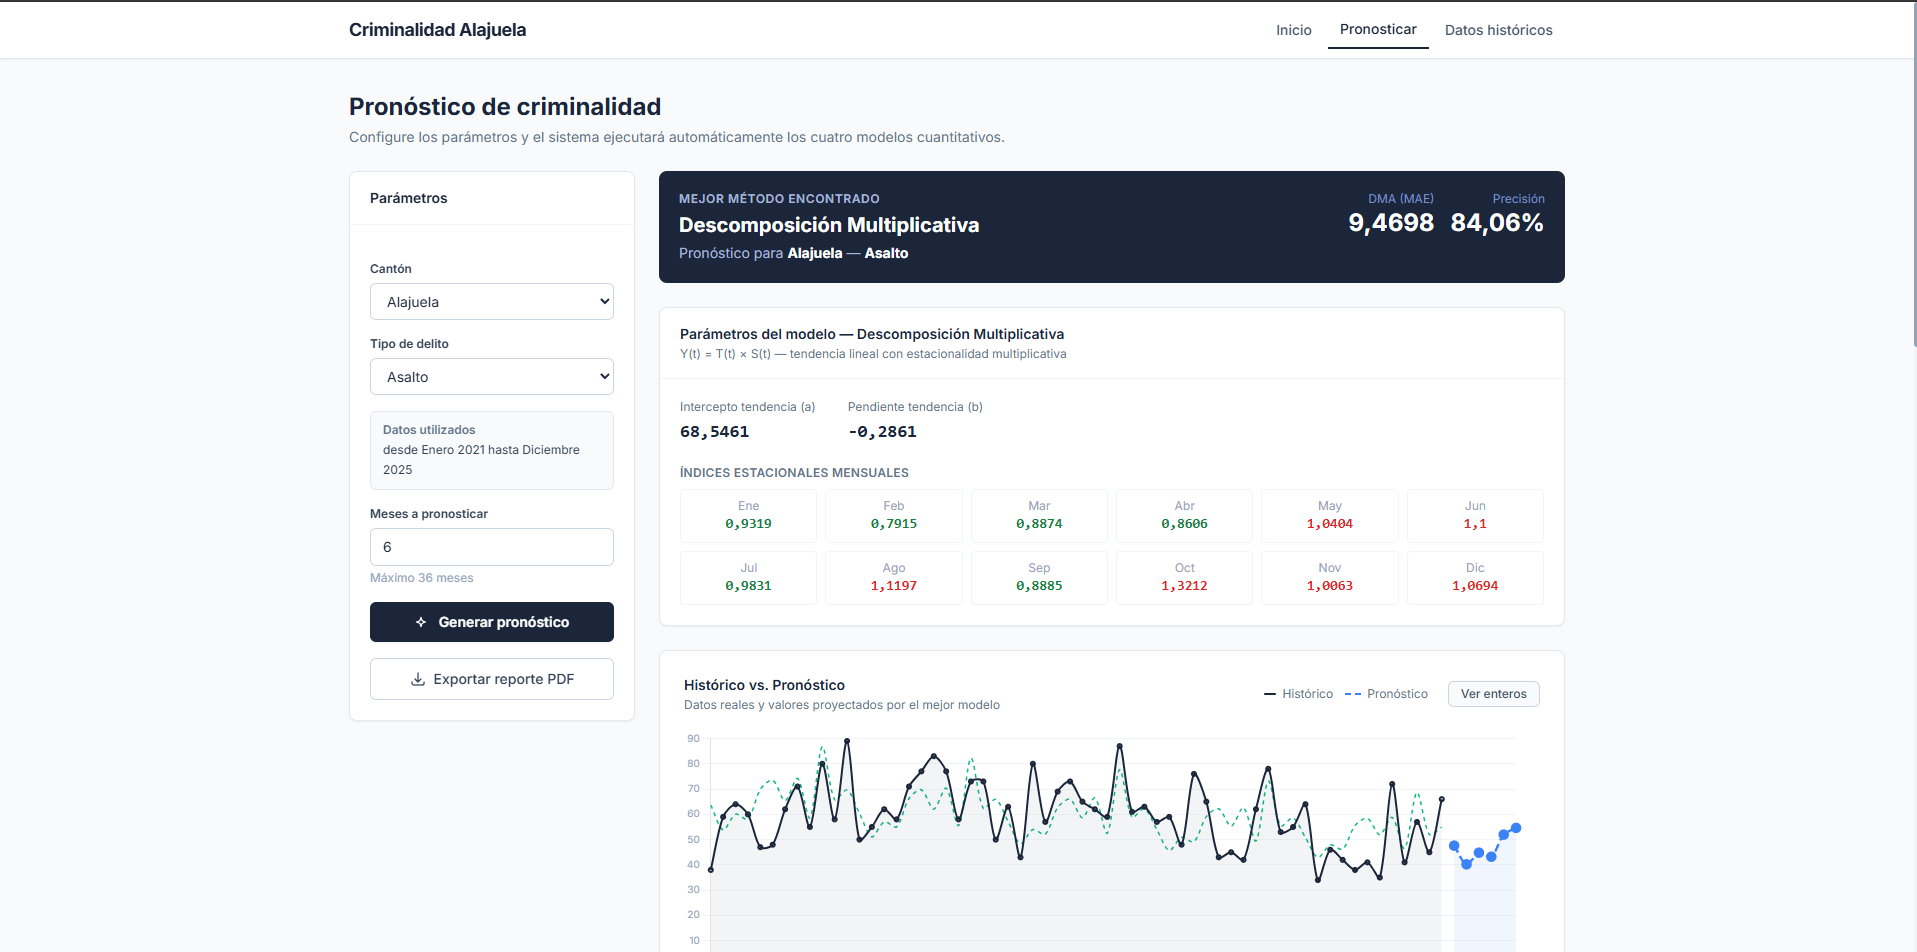 Criminalidad Alajuela
Inicio
Pronosticar
Datos históricos
Pronóstico de criminalidad
Configure los parámetros y el sistema ejecutará automáticamente los cuatro modelos cuantitativos.
Parámetros
Cantón
Alajuela
Tipo de delito
Asalto
Datos utilizados
desde Enero 2021 hasta Diciembre
2025
Meses a pronosticar
6
Máximo 36 meses
Generar pronóstico
Exportar reporte PDF
MEJOR MÉTODO ENCONTRADO
Descomposición Multiplicativa
Pronóstico para Alajuela — Asalto
DMA (MAE)
9,4698
Precisión
84,06%
Parámetros del modelo — Descomposición Multiplicativa
Y(t) = T(t) × S(t) — tendencia lineal con estacionalidad multiplicativa
Intercepto tendencia (a)
68,5461
Pendiente tendencia (b)
-0,2861
ÍNDICES ESTACIONALES MENSUALES
Ene
0,9319
Feb
0,7915
Mar
0,8874
Abr
0,8606
May
1,0404
Jun
1,1
Jul
0,9831
Ago
1,1197
Sep
0,8885
Oct
1,3212
Nov
1,0063
Dic
1,0694
Histórico vs. Pronóstico
Datos reales y valores proyectados por el mejor modelo
Histórico
Pronóstico
Ver enteros
90
80
70
60
50
40
30
20
10